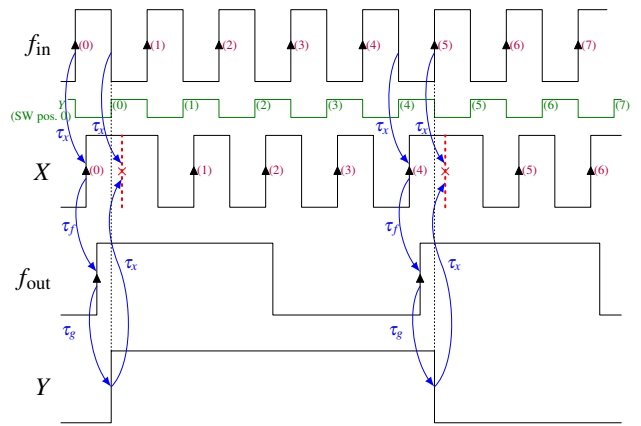 f_in (0) (1) (2) (3) (4) (5) (6) (7)
Y (0) (1) (2) (3) (4) (5) (6) (7)
(SW pos. 0)
τ_x τ_x τ_x τ_x
X (0) (1) (2) (3) (4) (5) (6)
τ_f τ_f
τ_x τ_x
f_out
τ_g τ_g
Y